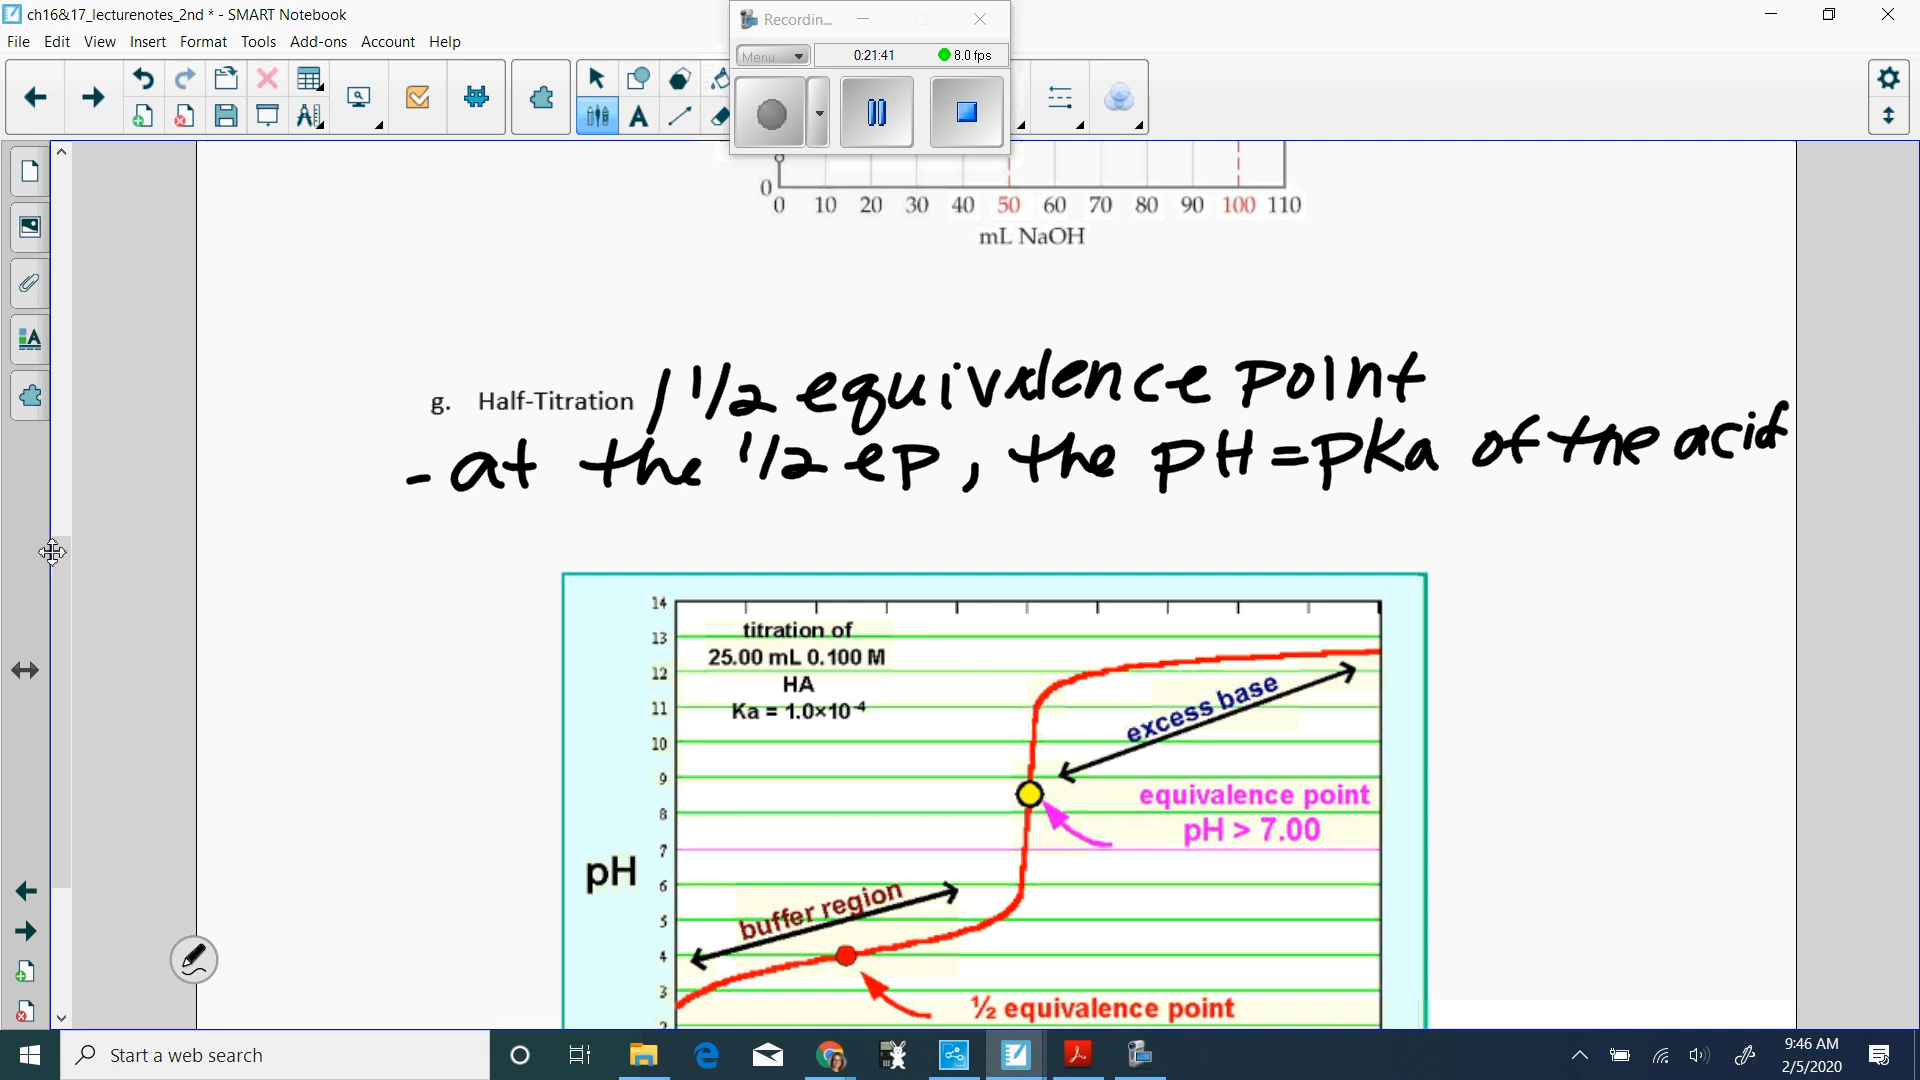 ch16&17_lecturenotes_2nd * - SMART Notebook
Recordin...
File Edit View Insert Format Tools Add-ons Account Help
Menu
0:21:41
8.0 fps
0
0 10 20 30 40 50 60 70 80 90 100 110
mL NaOH
g. Half-Titration / 1/2 equivalence point
- at the 1/2 ep, the pH = pKa of the acid
14
13
12
11
10
9
8
7
6
5
4
3
2
pH
titration of
25.00 mL 0.100 M
HA
Ka = 1.0×10⁻⁴
excess base
equivalence point
pH > 7.00
buffer region
½ equivalence point
Start a web search
9:46 AM
2/5/2020